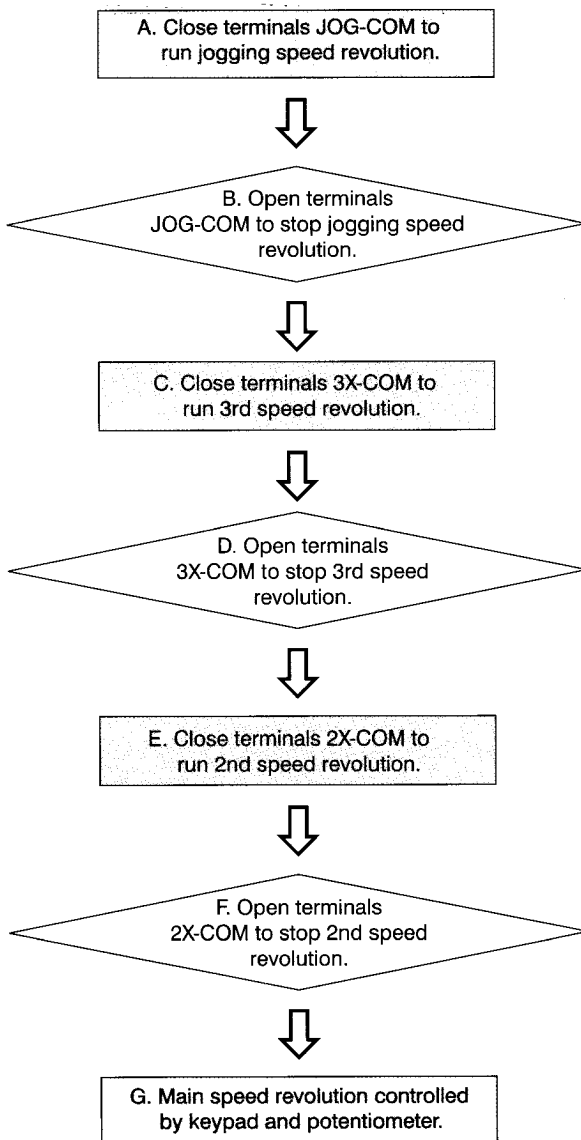 A. Close terminals JOG-COM to
run jogging speed revolution.
B. Open terminals
JOG-COM to stop jogging speed
revolution.
C. Close terminals 3X-COM to
run 3rd speed revolution.
D. Open terminals
3X-COM to stop 3rd speed
revolution.
E. Close terminals 2X-COM to
run 2nd speed revolution.
F. Open terminals
2X-COM to stop 2nd speed
revolution.
G. Main speed revolution controlled
by keypad and potentiometer.